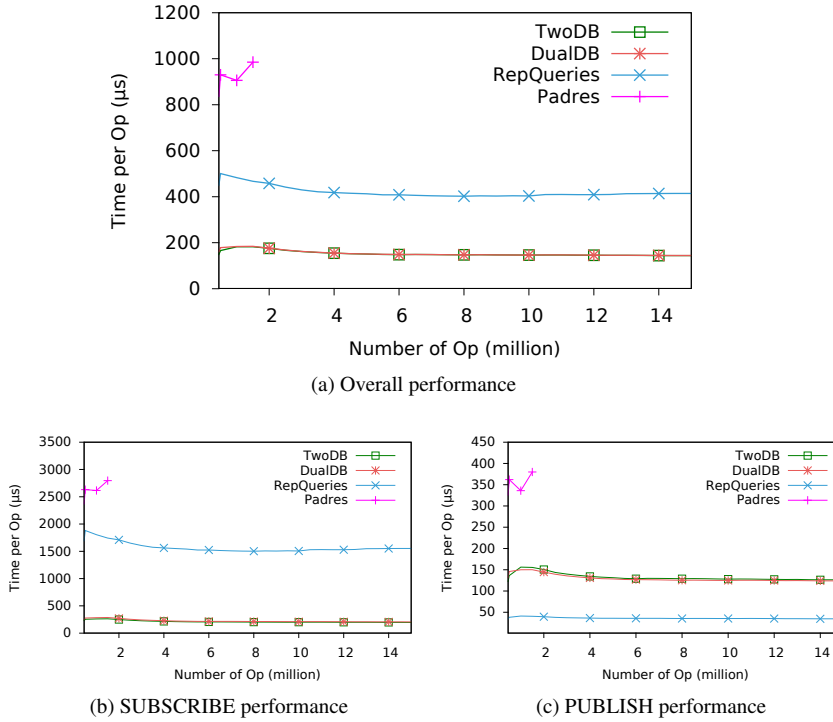 1200
1000
800
600
400
200
0
Time per Op (µs)
TwoDB
DualDB
RepQueries
Padres
2 4 6 8 10 12 14
Number of Op (million)
(a) Overall performance
3500
3000
2500
2000
1500
1000
500
0
Time per Op (µs)
TwoDB
DualDB
RepQueries
Padres
2 4 6 8 10 12 14
Number of Op (million)
(b) SUBSCRIBE performance
450
400
350
300
250
200
150
100
50
Time per Op (µs)
TwoDB
DualDB
RepQueries
Padres
2 4 6 8 10 12 14
Number of Op (million)
(c) PUBLISH performance